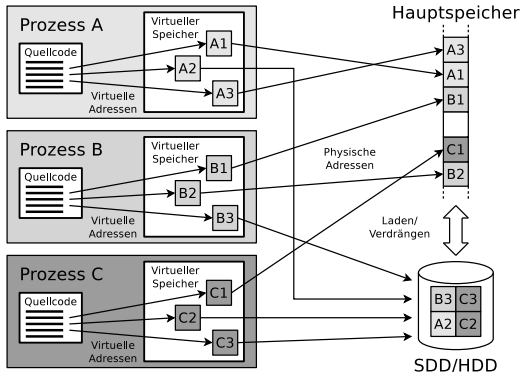 Prozess A
Quellcode
Virtuelle
Adressen
Virtueller
Speicher
A1
A2
A3
Prozess B
Quellcode
Virtuelle
Adressen
Virtueller
Speicher
B1
B2
B3
Prozess C
Quellcode
Virtuelle
Adressen
Virtueller
Speicher
C1
C2
C3
Physische
Adressen
Hauptspeicher
A3
A1
B1
C1
B2
Laden/
Verdrängen
B3 C3
A2 C2
SDD/HDD